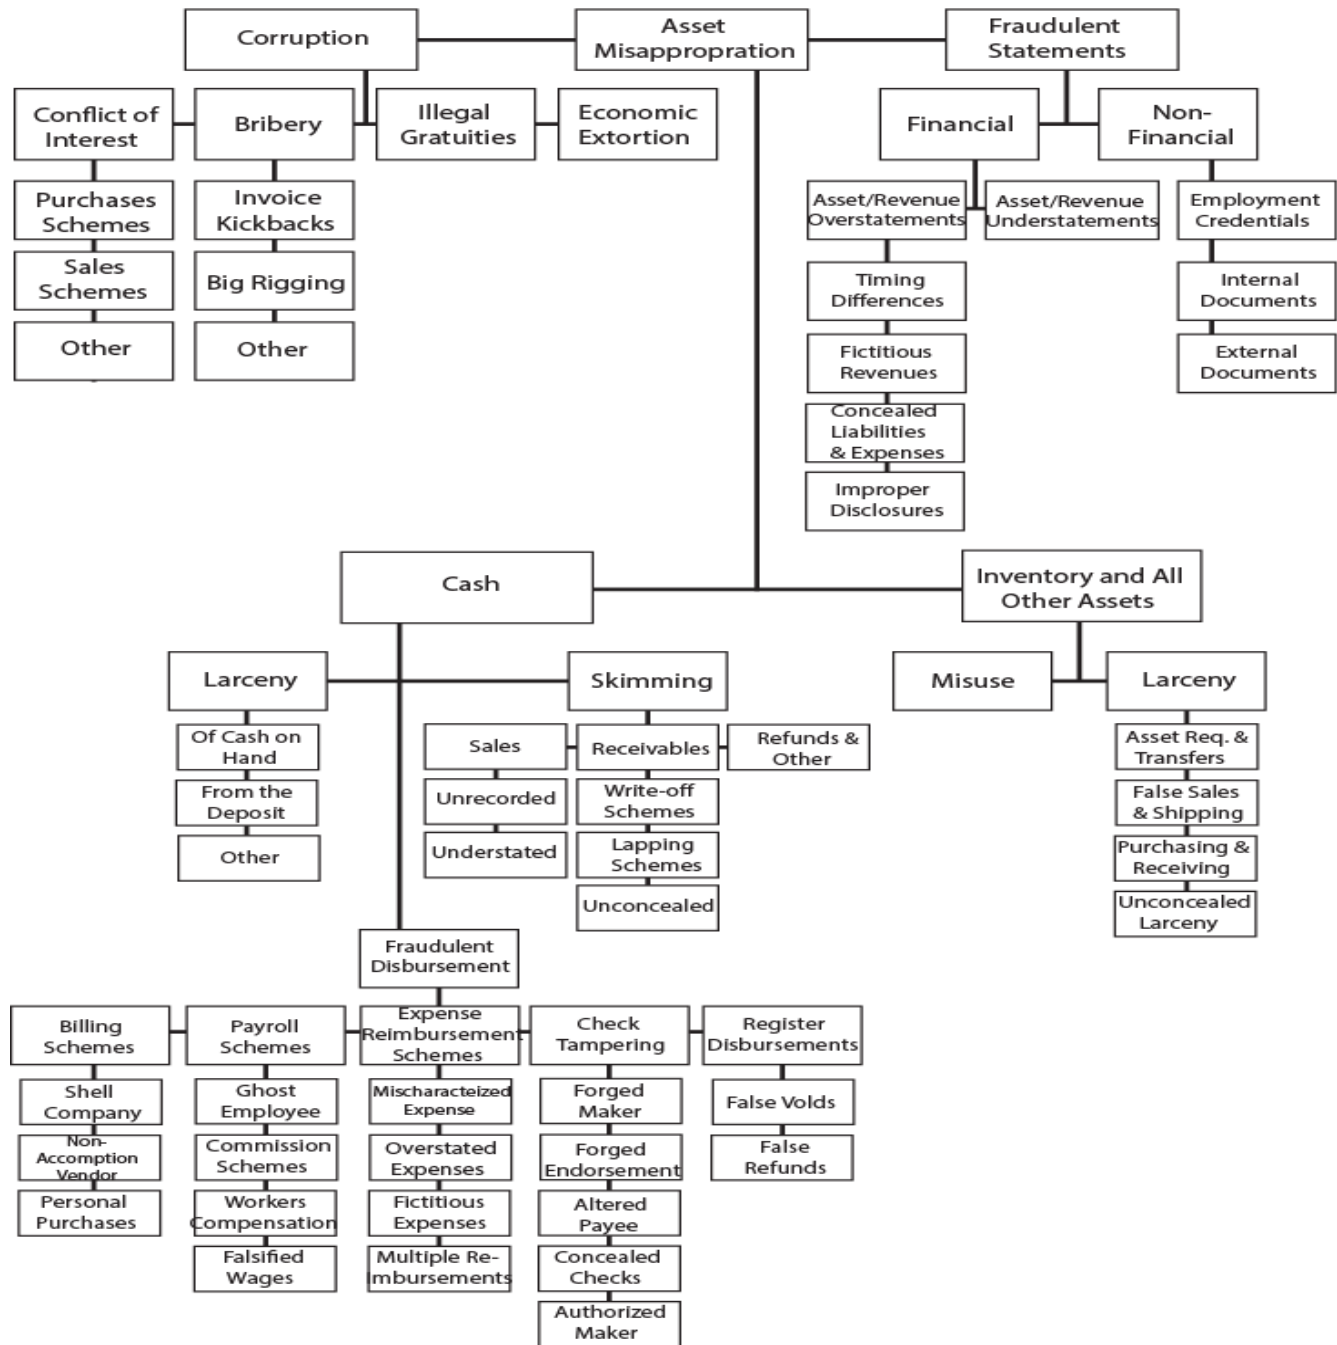 Corruption
Asset
Misappropration
Fraudulent
Statements
Conflict of
Interest
Bribery
Illegal
Gratuities
Economic
Extortion
Financial
Non-
Financial
Purchases
Schemes
Invoice
Kickbacks
Asset/Revenue
Overstatements
Asset/Revenue
Understatements
Employment
Credentials
Sales
Schemes
Big Rigging
Timing
Differences
Internal
Documents
Other
Other
Fictitious
Revenues
External
Documents
Concealed
Liabilities
& Expenses
Improper
Disclosures
Cash
Inventory and All
Other Assets
Larceny
Skimming
Misuse
Larceny
Of Cash on
Hand
Sales
Receivables
Refunds &
Other
Asset Req. &
Transfers
From the
Deposit
Unrecorded
Write-off
Schemes
False Sales
& Shipping
Other
Understated
Lapping
Schemes
Purchasing &
Receiving
Unconcealed
Unconcealed
Larceny
Fraudulent
Disbursement
Billing
Schemes
Payroll
Schemes
Expense
Reimbursement
Schemes
Check
Tampering
Register
Disbursements
Shell
Company
Ghost
Employee
Mischaracteized
Expense
Forged
Maker
False Volds
Non-
Accomption
Vendor
Commission
Schemes
Overstated
Expenses
Forged
Endorsement
False
Refunds
Personal
Purchases
Workers
Compensation
Fictitious
Expenses
Altered
Payee
Falsified
Wages
Multiple Re-
imbursements
Concealed
Checks
Authorized
Maker